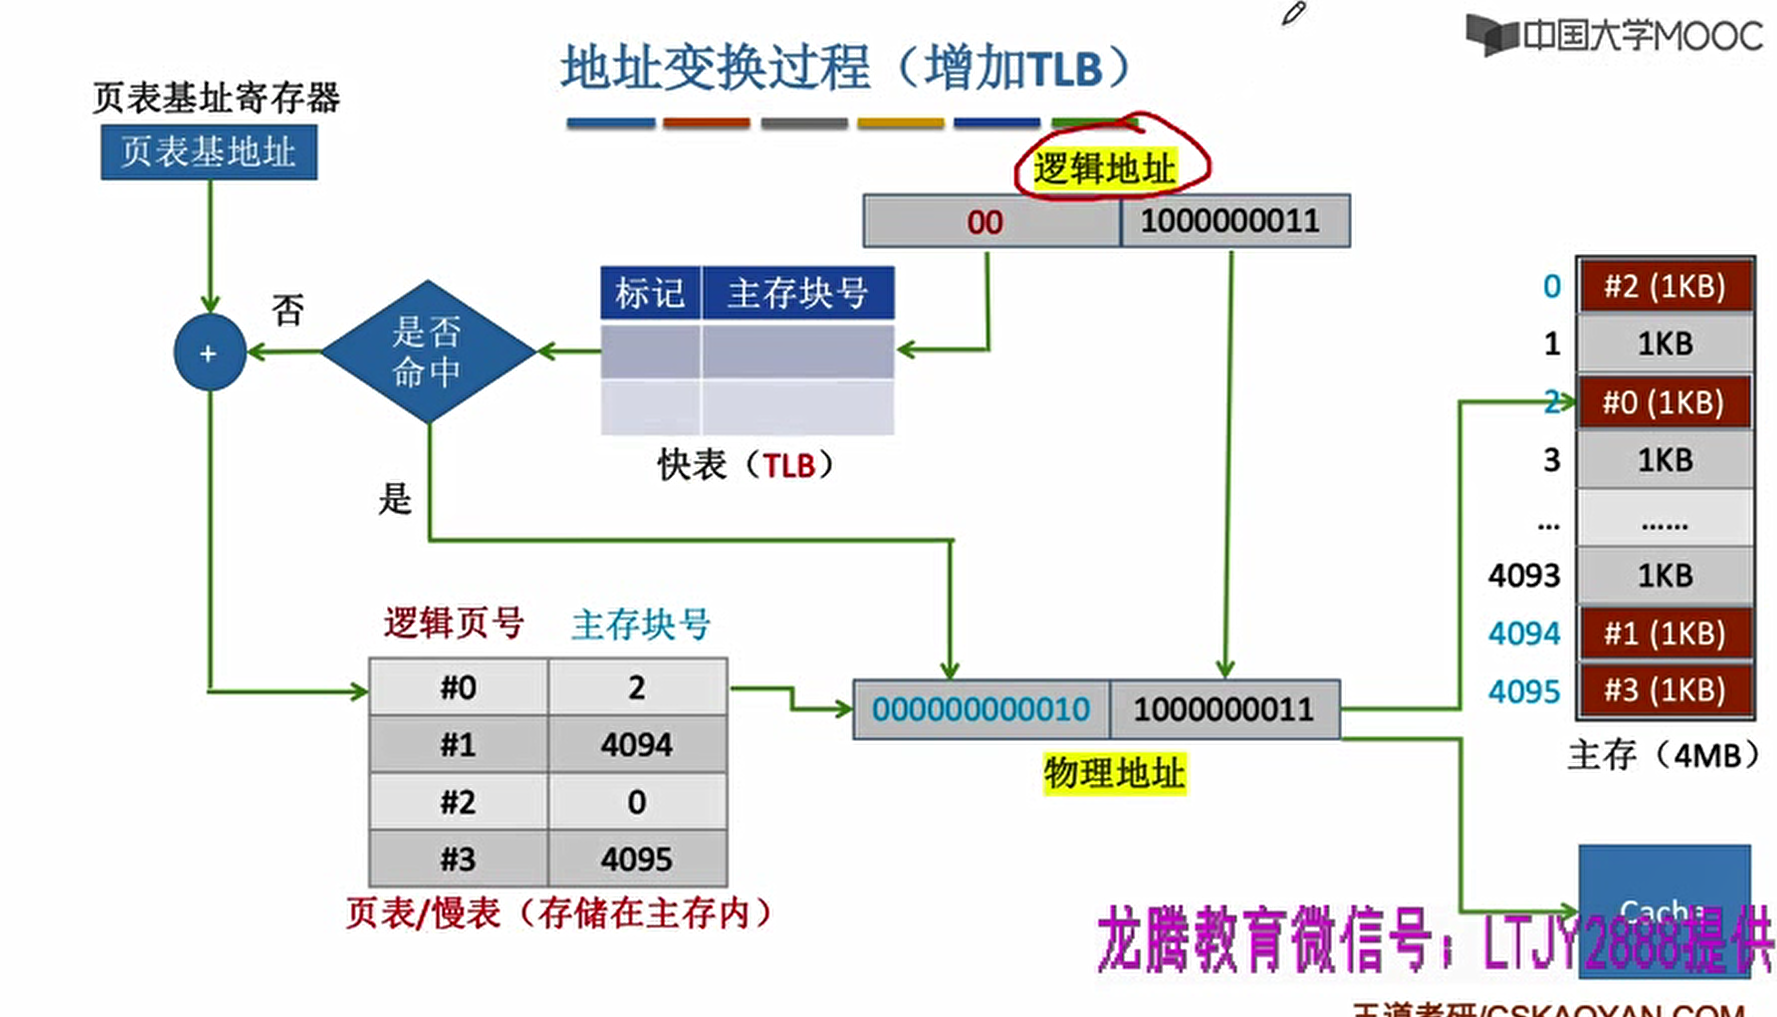 中国大学MOOC
地址变换过程（增加TLB）
页表基址寄存器
页表基地址
逻辑地址
00 1000000011
标记 主存块号
快表（TLB）
是否
命中
否
是
+
逻辑页号 主存块号
#0 2
#1 4094
#2 0
#3 4095
页表/慢表（存储在主存内）
000000000010 1000000011
物理地址
0 #2 (1KB)
1 1KB
2 #0 (1KB)
3 1KB
... ......
4093 1KB
4094 #1 (1KB)
4095 #3 (1KB)
主存（4MB）
Cache
龙腾教育微信号：LTJY2888提供
王道考研/CSKAOYAN.COM